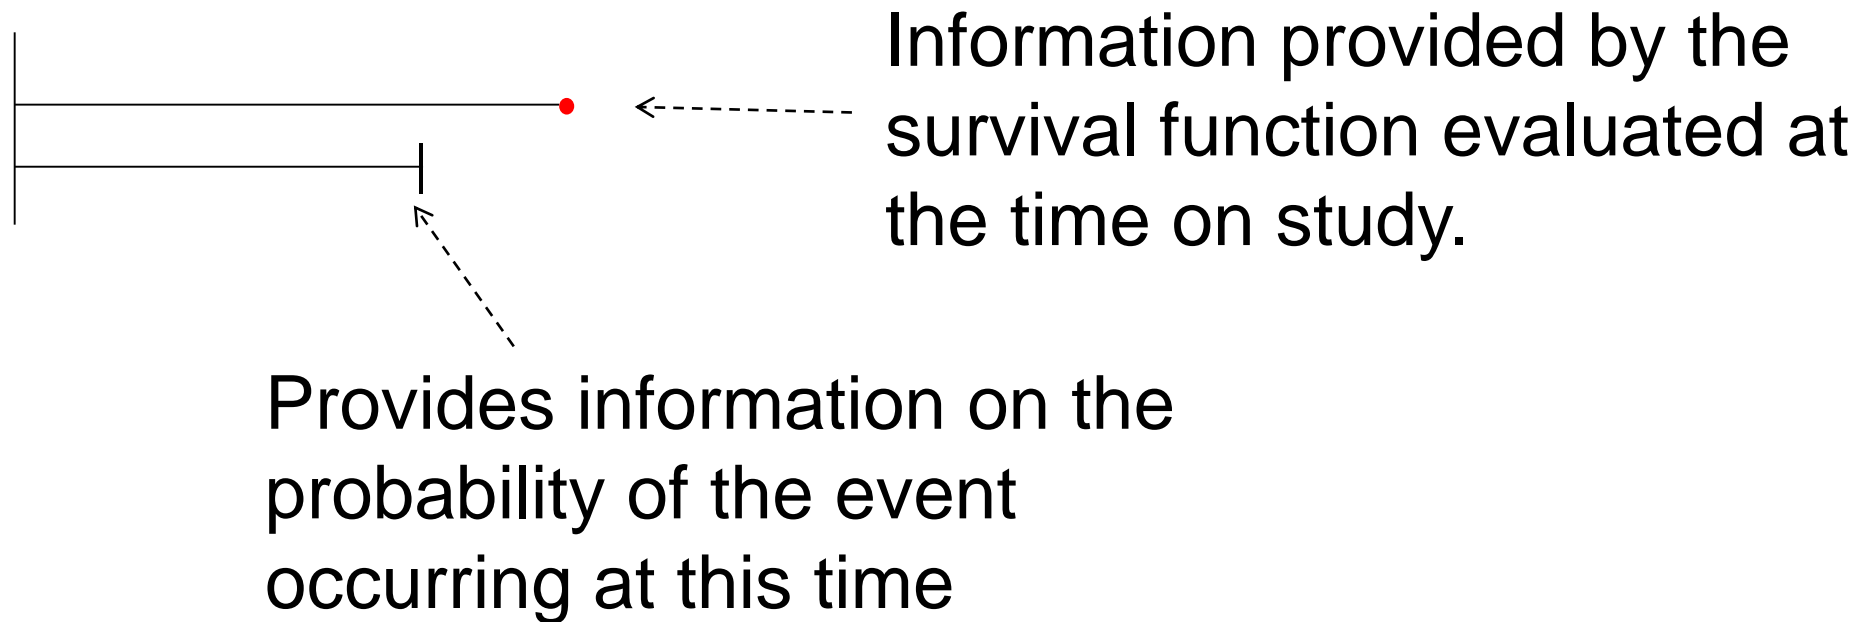 Information provided by the
survival function evaluated at
the time on study.
Provides information on the
probability of the event
occurring at this time